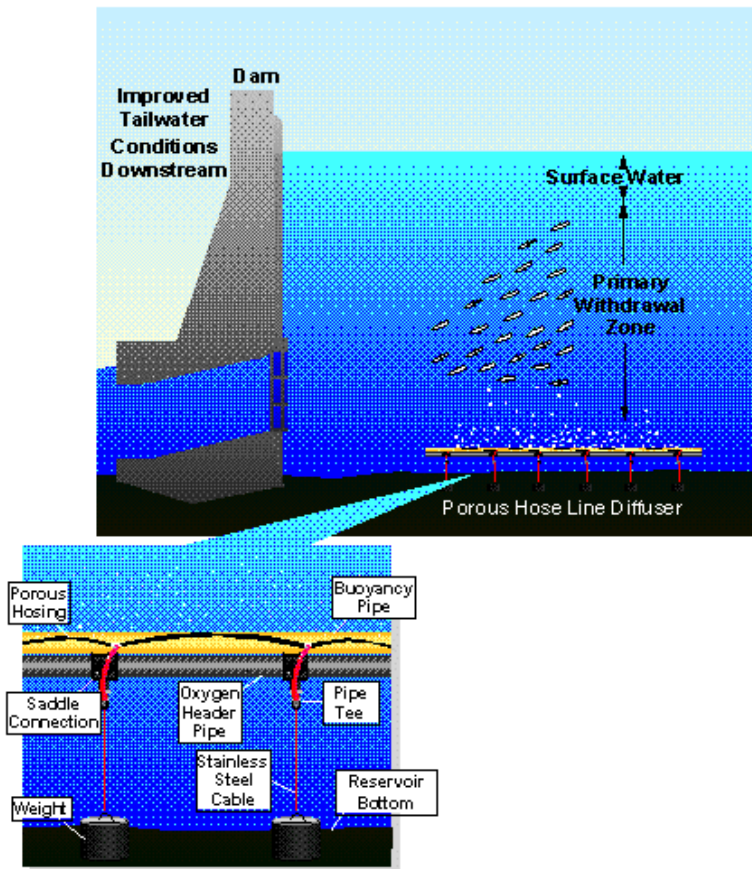 Dam
Improved
Tailwater
Conditions
Downstream
Surface Water
Primary
Withdrawal
Zone
Porous Hose Line Diffuser
Porous
Hosing
Buoyancy
Pipe
Saddle
Connection
Oxygen
Header
Pipe
Pipe
Tee
Stainless
Steel
Cable
Reservoir
Bottom
Weight